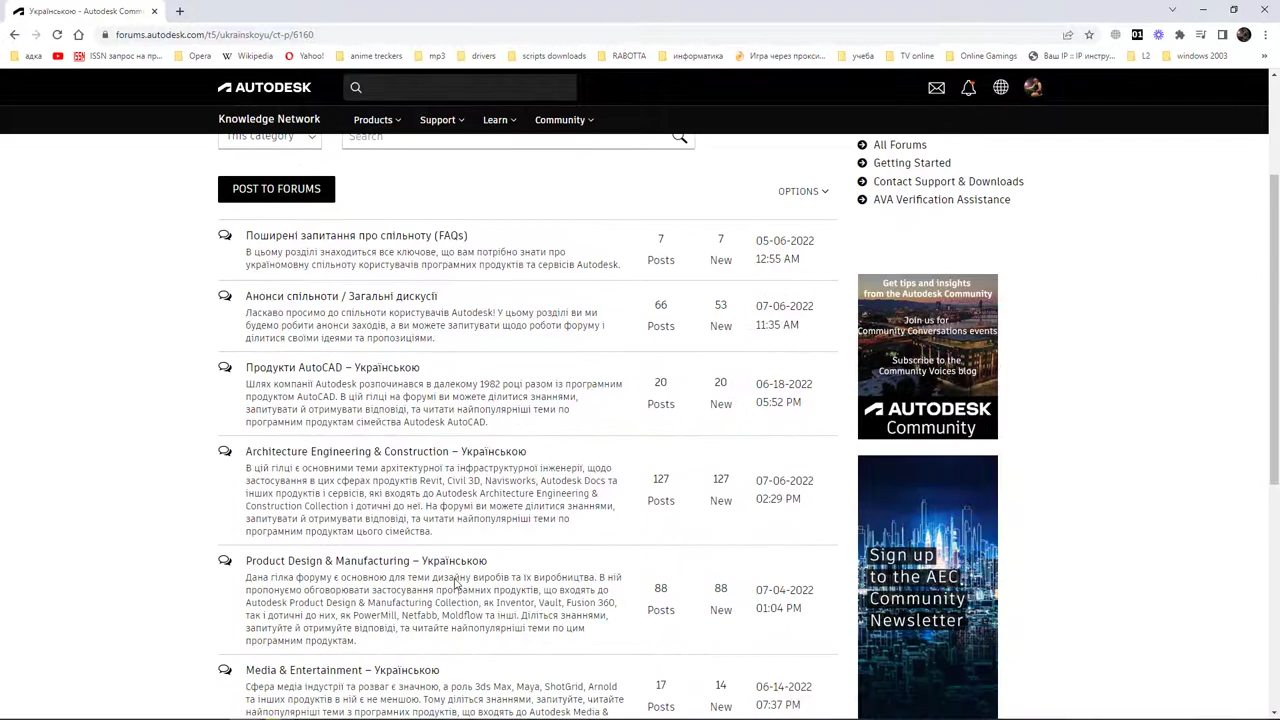 Українською - Autodesk Comm
forums.autodesk.com/t5/ukrainskoyu/ct-p/6160
адка
ISSN запрос на пр...
Opera
Wikipedia
Yahoo!
anime treckers
mp3
drivers
scripts downloads
RABOTTA
информатика
Игра через прокси...
учеба
TV online
Online Gamings
Ваш IP :: IP инстру...
L2
windows 2003
AUTODESK
Knowledge Network
Products
Support
Learn
Community
This category
Search
POST TO FORUMS
OPTIONS
Поширені запитання про спільноту (FAQs)
В цьому розділі знаходиться все ключове, що вам потрібно знати про
україномовну спільноту користувачів програмних продуктів та сервісів Autodesk.
7
Posts
7
New
05-06-2022
12:55 AM
Анонси спільноти / Загальні дискусії
Ласкаво просимо до спільноти користувачів Autodesk! У цьому розділі ви ми
будемо робити анонси заходів, а ви можете запитувати щодо роботи форуму і
ділитися своїми ідеями та пропозиціями.
66
Posts
53
New
07-06-2022
11:35 AM
Продукти AutoCAD – Українською
Шлях компанії Autodesk розпочинався в далекому 1982 році разом із програмним
продуктом AutoCAD. В цій гілці на форумі ви можете ділитися знаннями,
запитувати й отримувати відповіді, та читати найпопулярніші теми по
програмним продуктам сімейства Autodesk AutoCAD.
20
Posts
20
New
06-18-2022
05:52 PM
Architecture Engineering & Construction – Українською
В цій гілці є основними теми архітектурної та інфраструктурної інженерії, щодо
застосування в цих сферах продуктів Revit, Civil 3D, Navisworks, Autodesk Docs та
інших продуктів і сервісів, які входять до Autodesk Architecture Engineering &
Construction Collection і дотичні до неї. На форумі ви можете ділитися знаннями,
запитувати й отримувати відповіді, та читати найпопулярніші теми по
програмним продуктам цього сімейства.
127
Posts
127
New
07-06-2022
02:29 PM
Product Design & Manufacturing – Українською
Дана гілка форуму є основною для теми дизайну виробів та їх виробництва. В ній
пропонуємо обговорювати застосування програмних продуктів, що входять до
Autodesk Product Design & Manufacturing Collection, як Inventor, Vault, Fusion 360,
так і дотичні до них, як PowerMill, Netfabb, Moldflow та інші. Діліться знаннями,
запитуйте й отримуйте відповіді, та читайте найпопулярніші теми по цим
програмним продуктам.
88
Posts
88
New
07-04-2022
01:04 PM
Media & Entertainment – Українською
Сфера медіа індустрії та розваг є значною, а роль 3ds Max, Maya, ShotGrid, Arnold
та інших продуктів в ній є не меншою. Тому діліться знаннями, запитуйте, читайте
найпопулярніші теми з програмних продуктів, що входять до Autodesk Media &
17
Posts
14
New
06-14-2022
07:37 PM
All Forums
Getting Started
Contact Support & Downloads
AVA Verification Assistance
Get tips and insights
from the Autodesk Community
Join us for
Community Conversations events
Subscribe to the
Community Voices blog
AUTODESK
Community
Sign up
to the AEC
Community
Newsletter